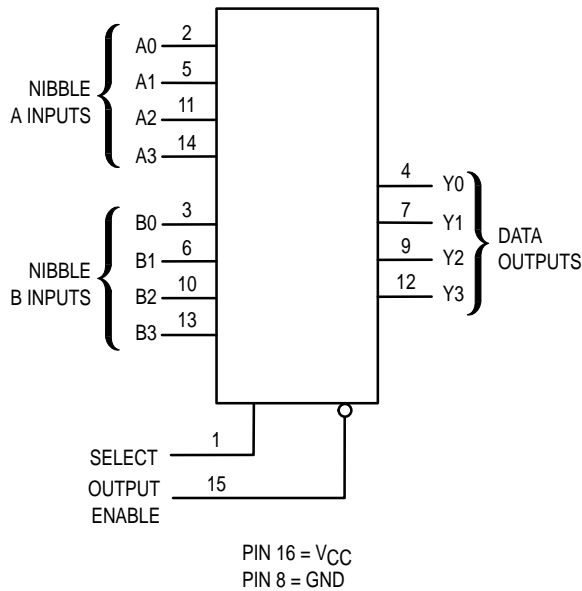 NIBBLE
A INPUTS
A0 2
A1 5
A2 11
A3 14
NIBBLE
B INPUTS
B0 3
B1 6
B2 10
B3 13
4 Y0
7 Y1
9 Y2
12 Y3
DATA
OUTPUTS
SELECT 1
OUTPUT
ENABLE
15
PIN 16 = VCC
PIN 8 = GND